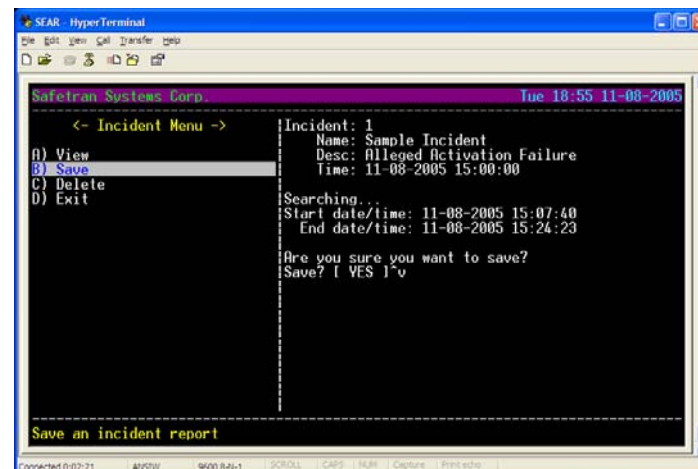 SEAR - HyperTerminal
File Edit View Call Transfer Help
Safetran Systems Corp. Tue 18:55 11-08-2005
<- Incident Menu ->
A) View
B) Save
C) Delete
D) Exit
Incident: 1
Name: Sample Incident
Desc: Alleged Activation Failure
Time: 11-08-2005 15:00:00
Searching...
Start date/time: 11-08-2005 15:07:40
End date/time: 11-08-2005 15:24:23
Are you sure you want to save?
Save? [ YES ]^v
Save an incident report
Connected 0:02:21 ANSIW 9600 8-N-1 SCROLL CAPS NUM Capture Print echo